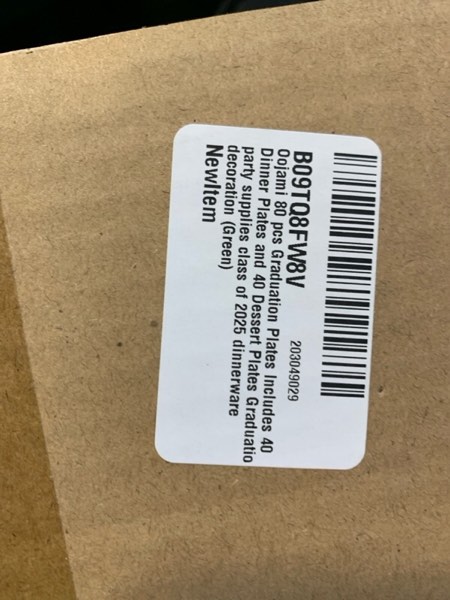 B09TQ8FW8V 203049029
Oojami 80 pcs Graduation Plates Includes 40
Dinner Plates and 40 Dessert Plates Graduatio
party supplies class of 2025 dinnerware
decoration (Green)
NewItem